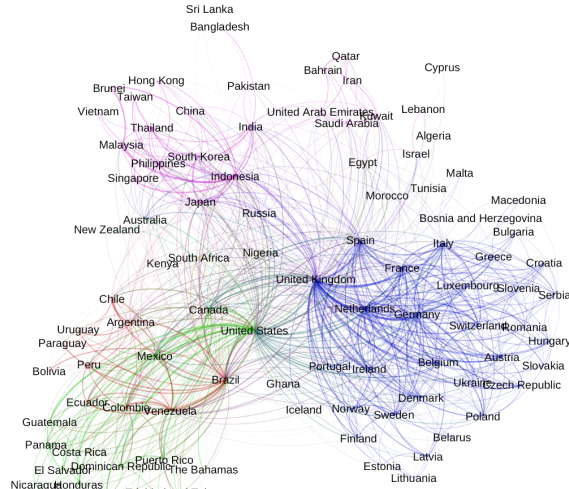 Sri Lanka
Bangladesh
Qatar
Bahrain
Cyprus
Iran
Hong Kong
Brunei
Pakistan
Taiwan
Vietnam
China
United Arab Emirates
Kuwait
Lebanon
Saudi Arabia
Thailand
India
Algeria
Malaysia
South Korea
Israel
Philippines
Egypt
Singapore
Indonesia
Malta
Tunisia
Morocco
Japan
Macedonia
Russia
Australia
Bosnia and Herzegovina
New Zealand
Bulgaria
Spain
Italy
Nigeria
South Africa
Greece
Kenya
France
Croatia
United Kingdom
Luxembourg
Slovenia
Serbia
Chile
Canada
Netherlands
Germany
Argentina
Switzerland
Romania
Uruguay
United States
Paraguay
Hungary
Mexico
Austria
Peru
Portugal
Ireland
Belgium
Slovakia
Bolivia
Brazil
Ghana
Ukraine
Czech Republic
Denmark
Ecuador
Colombia
Venezuela
Iceland
Norway
Sweden
Poland
Guatemala
Finland
Belarus
Panama
Costa Rica
Latvia
Puerto Rico
El Salvador
Dominican Republic
The Bahamas
Estonia
Lithuania
Nicaragua
Honduras